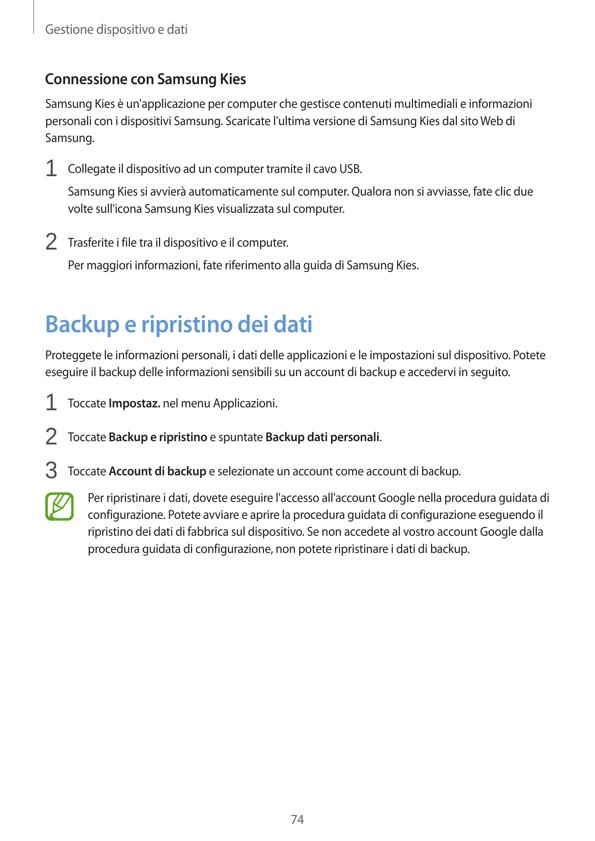 Gestione dispositivo e dati
Connessione con Samsung Kies
Samsung Kies è un'applicazione per computer che gestisce contenuti multimediali e informazioni
personali con i dispositivi Samsung. Scaricate l'ultima versione di Samsung Kies dal sito Web di
Samsung.
1 Collegate il dispositivo ad un computer tramite il cavo USB.
Samsung Kies si avvierà automaticamente sul computer. Qualora non si avviasse, fate clic due
volte sull'icona Samsung Kies visualizzata sul computer.
2 Trasferite i file tra il dispositivo e il computer.
Per maggiori informazioni, fate riferimento alla guida di Samsung Kies.
Backup e ripristino dei dati
Proteggete le informazioni personali, i dati delle applicazioni e le impostazioni sul dispositivo. Potete
eseguire il backup delle informazioni sensibili su un account di backup e accedervi in seguito.
1 Toccate Impostaz. nel menu Applicazioni.
2 Toccate Backup e ripristino e spuntate Backup dati personali.
3 Toccate Account di backup e selezionate un account come account di backup.
Per ripristinare i dati, dovete eseguire l'accesso all'account Google nella procedura guidata di
configurazione. Potete avviare e aprire la procedura guidata di configurazione eseguendo il
ripristino dei dati di fabbrica sul dispositivo. Se non accedete al vostro account Google dalla
procedura guidata di configurazione, non potete ripristinare i dati di backup.
74